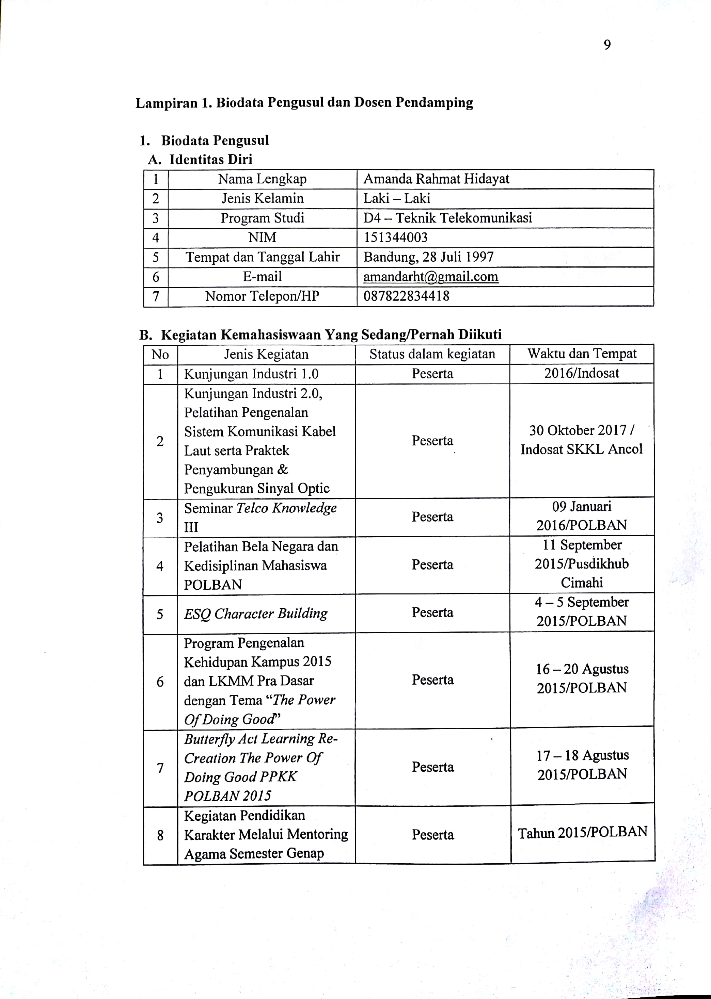 9
Lampiran 1. Biodata Pengusul dan Dosen Pendamping
1. Biodata Pengusul
A. Identitas Diri
1 Nama Lengkap Amanda Rahmat Hidayat
2 Jenis Kelamin Laki – Laki
3 Program Studi D4 – Teknik Telekomunikasi
4 NIM 151344003
5 Tempat dan Tanggal Lahir Bandung, 28 Juli 1997
6 E-mail amandarht@gmail.com
7 Nomor Telepon/HP 087822834418
B. Kegiatan Kemahasiswaan Yang Sedang/Pernah Diikuti
No Jenis Kegiatan Status dalam kegiatan Waktu dan Tempat
1 Kunjungan Industri 1.0 Peserta 2016/Indosat
2
Kunjungan Industri 2.0,
Pelatihan Pengenalan
Sistem Komunikasi Kabel
Laut serta Praktek
Penyambungan &
Pengukuran Sinyal Optic
Peserta
30 Oktober 2017 /
Indosat SKKL Ancol
3
Seminar Telco Knowledge
III
Peserta
09 Januari
2016/POLBAN
4
Pelatihan Bela Negara dan
Kedisiplinan Mahasiswa
POLBAN
Peserta
11 September
2015/Pusdikhub
Cimahi
5
ESQ Character Building
Peserta
4 – 5 September
2015/POLBAN
6
Program Pengenalan
Kehidupan Kampus 2015
dan LKMM Pra Dasar
dengan Tema “The Power
Of Doing Good”
Peserta
16 – 20 Agustus
2015/POLBAN
7
Butterfly Act Learning Re-
Creation The Power Of
Doing Good PPKK
POLBAN 2015
Peserta
17 – 18 Agustus
2015/POLBAN
8
Kegiatan Pendidikan
Karakter Melalui Mentoring
Agama Semester Genap
Peserta
Tahun 2015/POLBAN